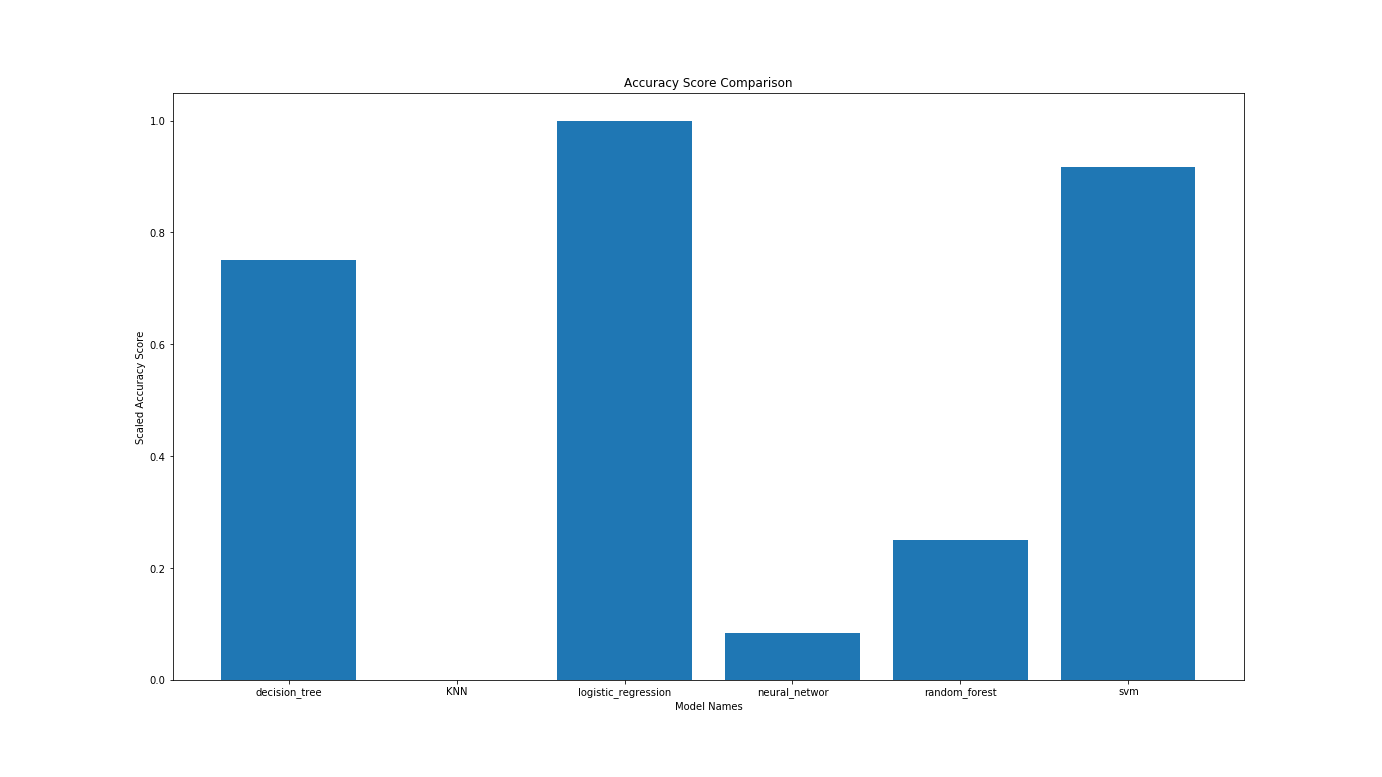 Accuracy Score Comparison
Scaled Accuracy Score
1.0
0.8
0.6
0.4
0.2
0.0
decision_tree KNN logistic_regression neural_networ random_forest svm
Model Names